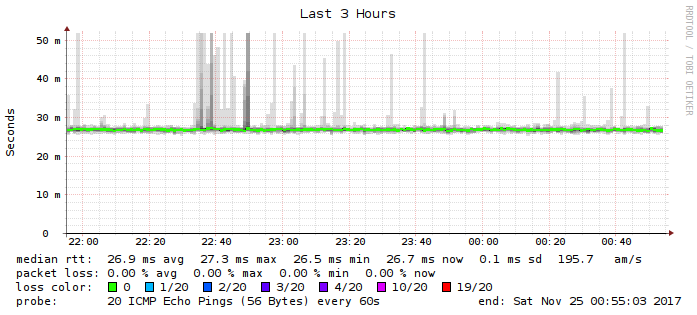 Last 3 Hours
RRDTOOL / TOBI OETIKER
Seconds
50 m
40 m
30 m
20 m
10 m
0
22:00 22:20 22:40 23:00 23:20 23:40 00:00 00:20 00:40
median rtt: 26.9 ms avg 27.3 ms max 26.5 ms min 26.7 ms now 0.1 ms sd 195.7 am/s
packet loss: 0.00 % avg 0.00 % max 0.00 % min 0.00 % now
loss color: 0 1/20 2/20 3/20 4/20 10/20 19/20
probe: 20 ICMP Echo Pings (56 Bytes) every 60s end: Sat Nov 25 00:55:03 2017